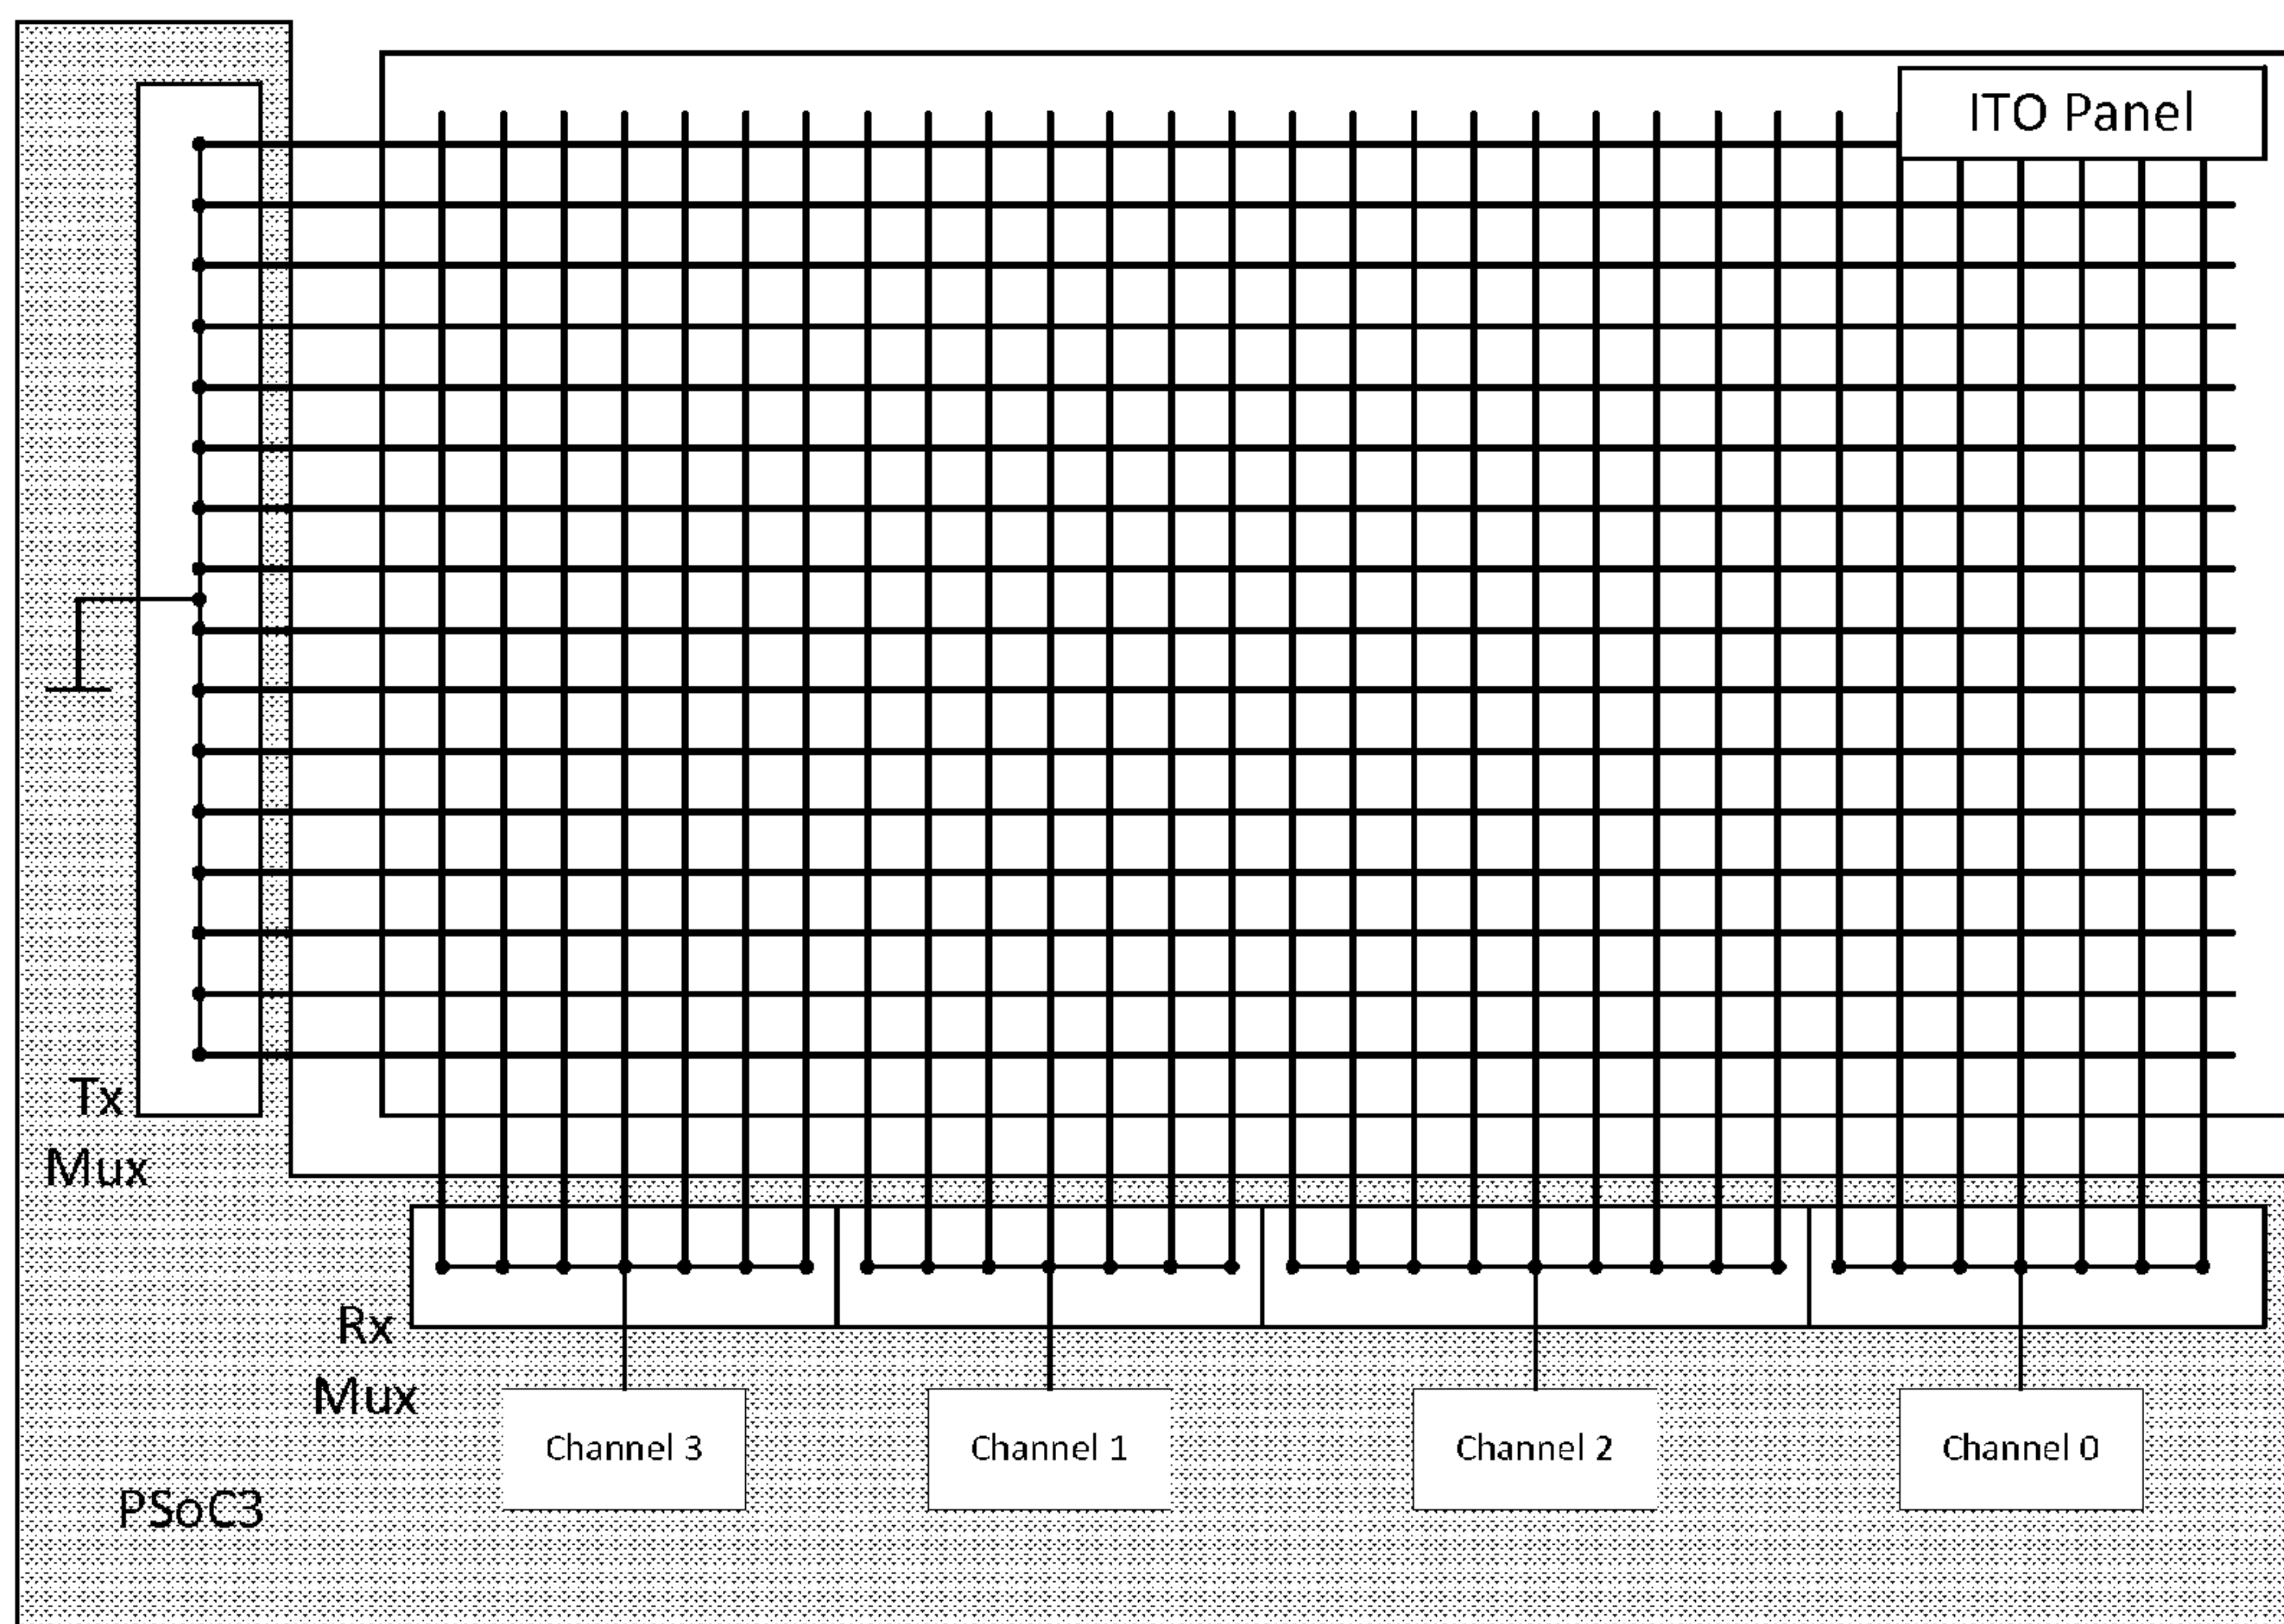 ITO Panel
Tx
Mux
Rx
Mux
Channel 3
Channel 1
Channel 2
Channel 0
PSoC3